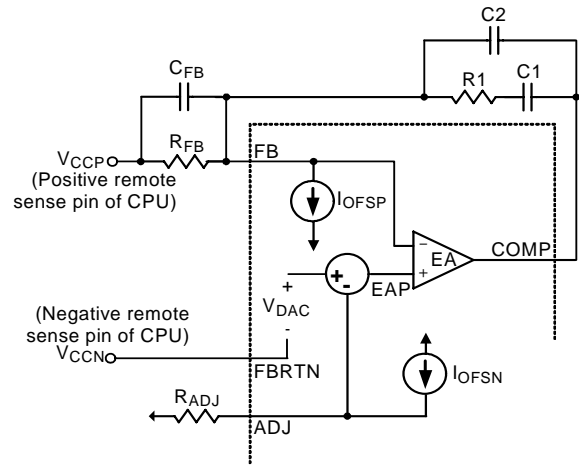 C2
CFB
R1
C1
RFB
VCCP
FB
(Positive remote
sense pin of CPU)
IOFSP
EA
COMP
EAP
VDAC
(Negative remote
sense pin of CPU)
VCCN
FBRTN
IOFSN
RADJ
ADJ